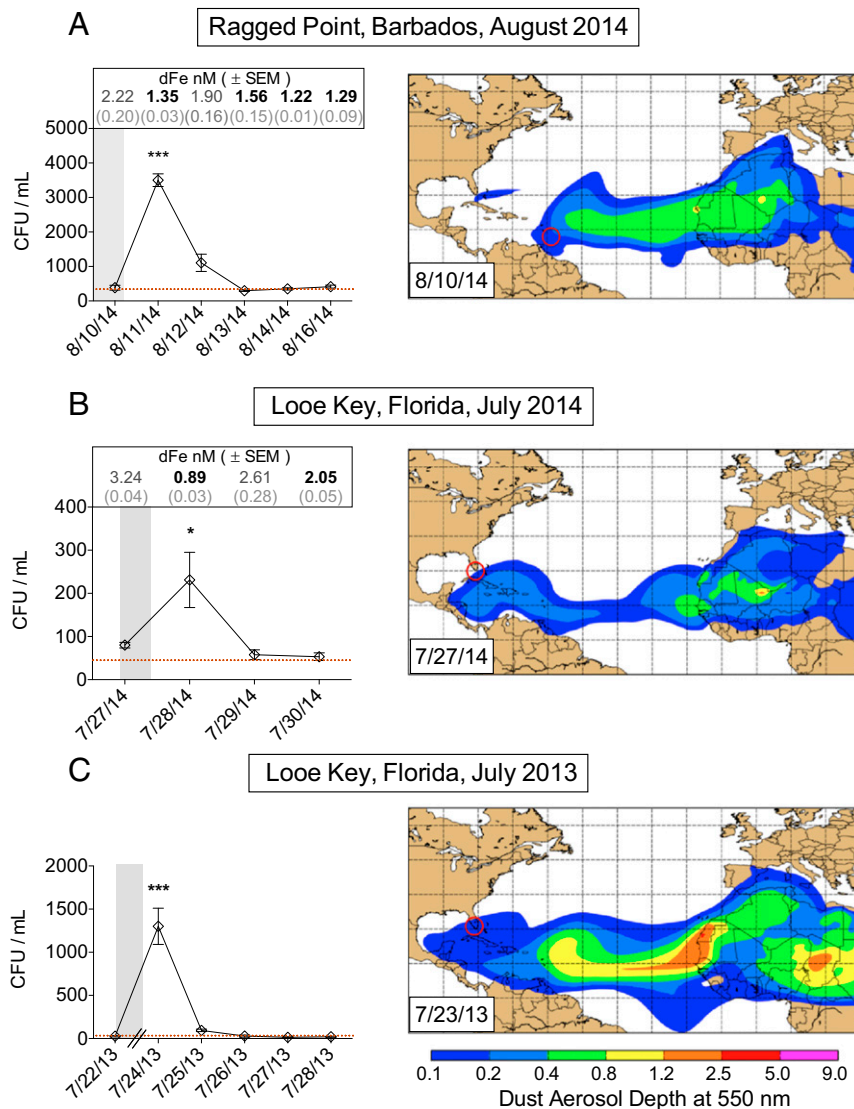 A
Ragged Point, Barbados, August 2014
dFe nM ( ± SEM )
2.22 1.35 1.90 1.56 1.22 1.29
(0.20) (0.03) (0.16) (0.15) (0.01) (0.09)
5000
4000
3000
2000
1000
0
CFU / mL
***
8/10/14
8/11/14
8/12/14
8/13/14
8/14/14
8/16/14
8/10/14
B
Looe Key, Florida, July 2014
dFe nM ( ± SEM )
3.24 0.89 2.61 2.05
(0.04) (0.03) (0.28) (0.05)
400
300
200
100
0
CFU / mL
*
7/27/14
7/28/14
7/29/14
7/30/14
7/27/14
C
Looe Key, Florida, July 2013
2000
1500
1000
500
0
CFU / mL
***
7/22/13
7/24/13
7/25/13
7/26/13
7/27/13
7/28/13
7/23/13
0.1 0.2 0.4 0.8 1.2 2.5 5.0 9.0
Dust Aerosol Depth at 550 nm